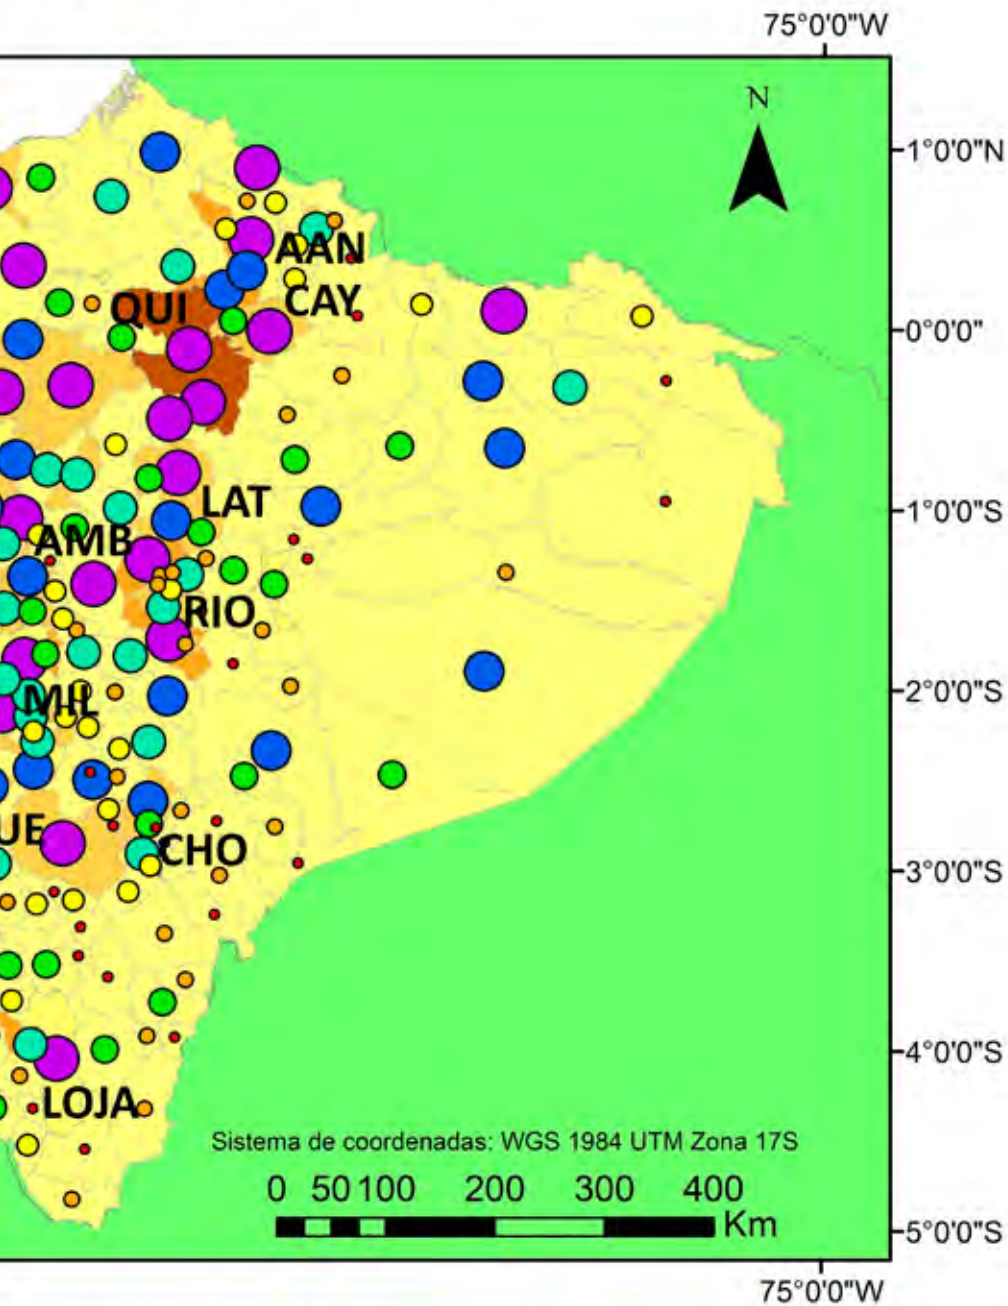 75°0'0"W
N
1°0'0"N
AAN
CAY
QUI
0°0'0"
LAT
1°0'0"S
AMB
RIO
2°0'0"S
MIL
UE
CHO
3°0'0"S
4°0'0"S
LOJA
Sistema de coordenadas: WGS 1984 UTM Zona 17S
0 50 100 200 300 400
Km
5°0'0"S
75°0'0"W